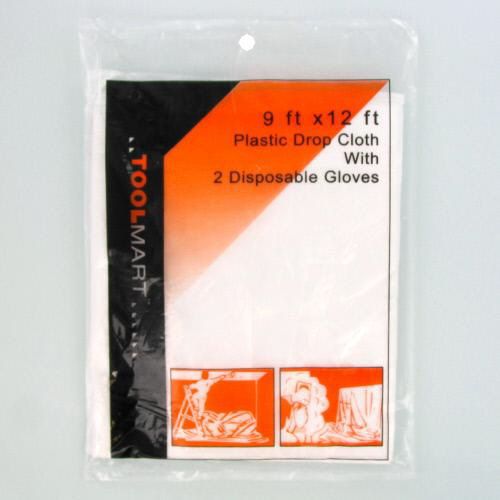 9 ft x12 ft
Plastic Drop Cloth
With
2 Disposable Gloves
TOOLMART